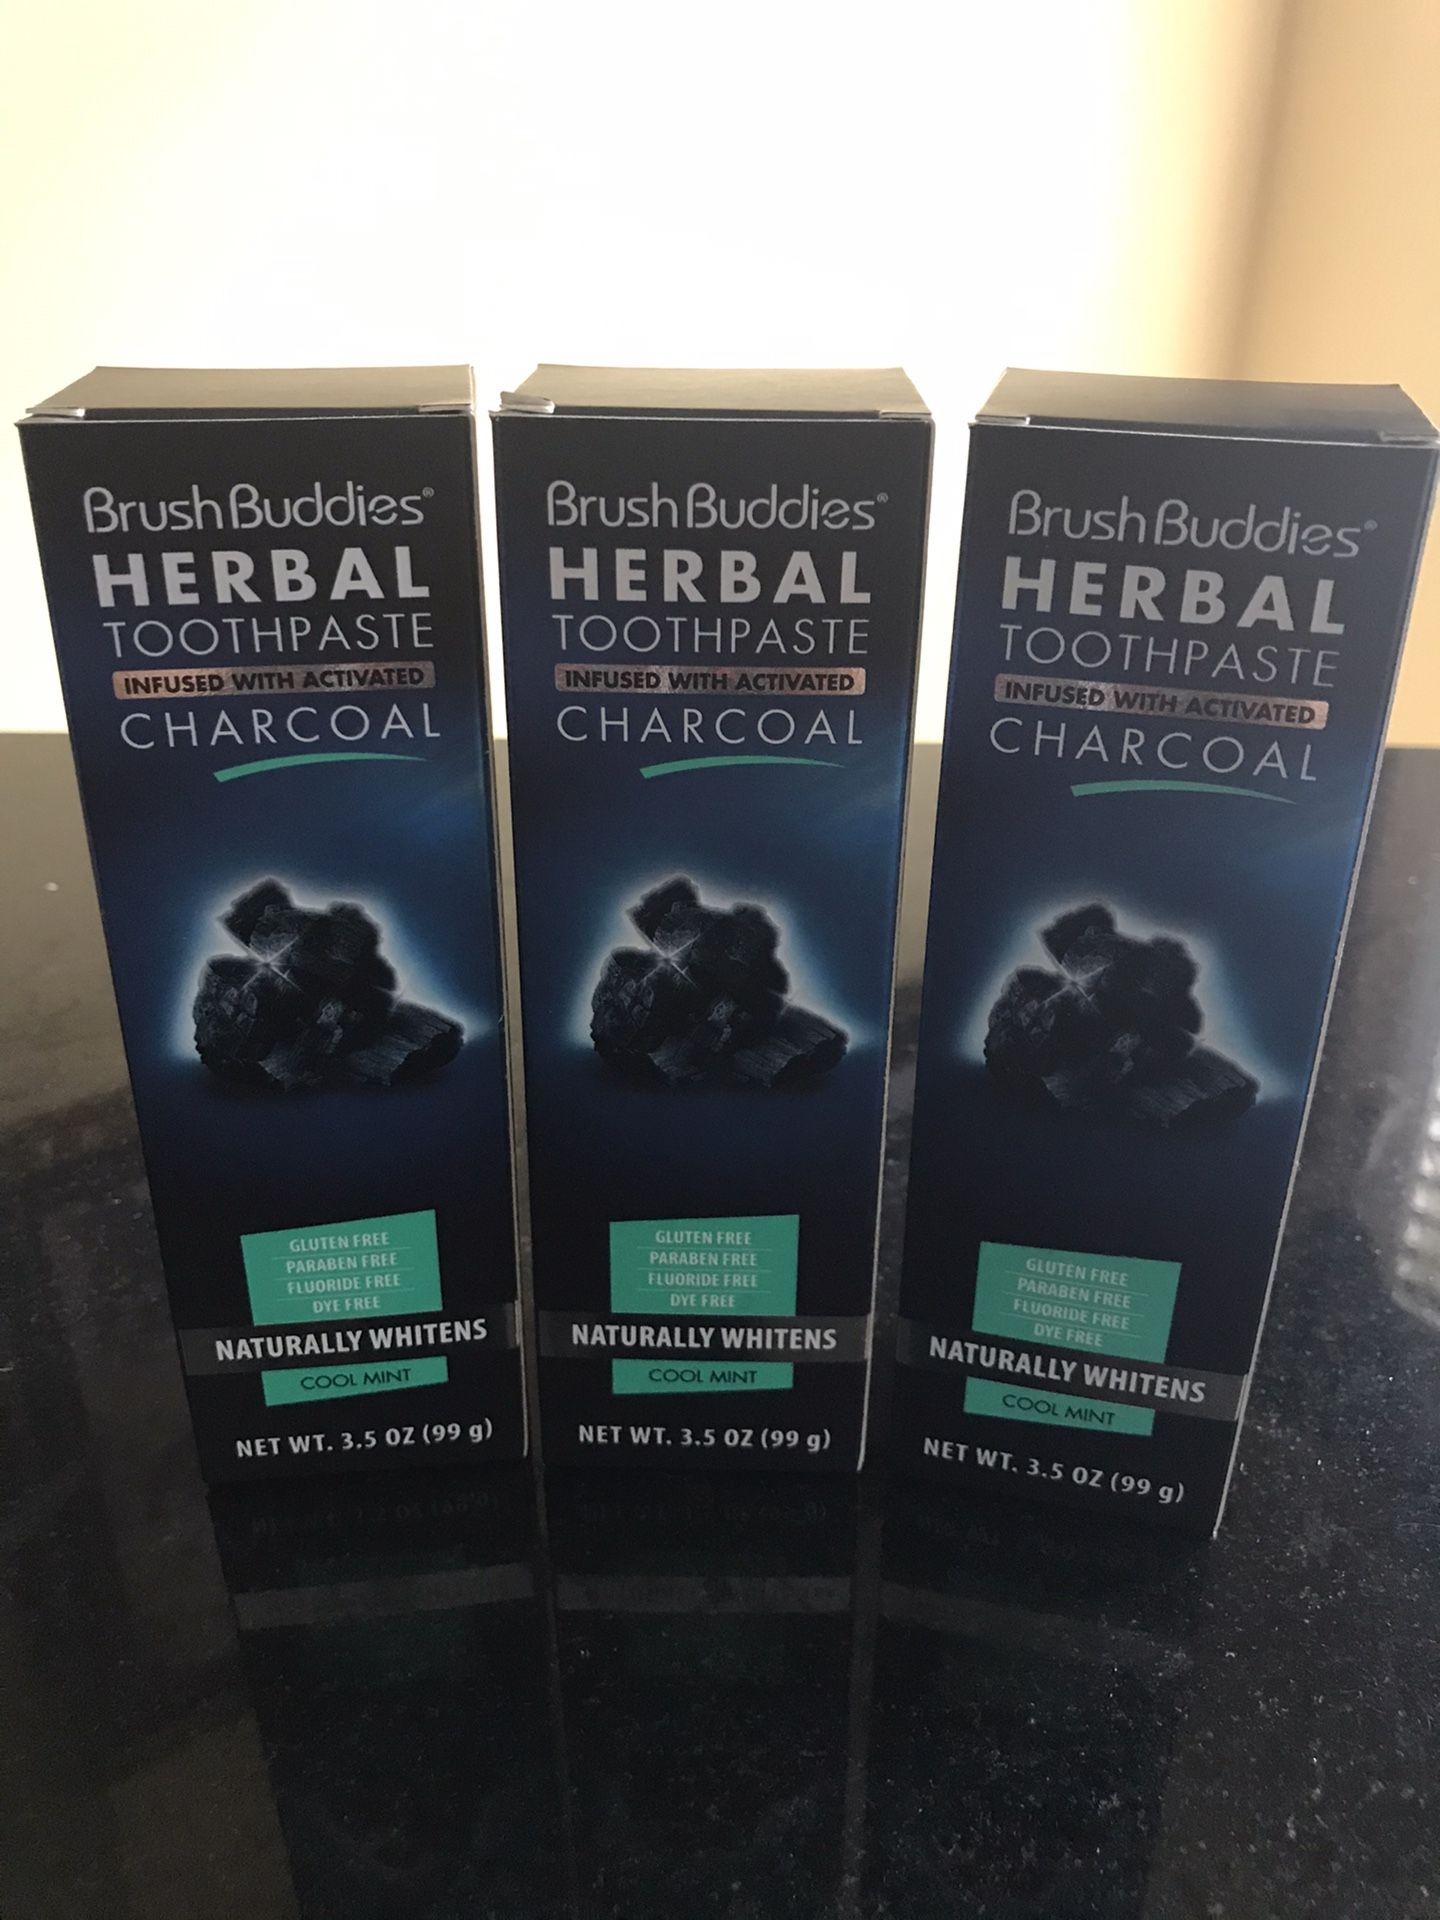 BrushBuddies®
HERBAL
TOOTHPASTE
INFUSED WITH ACTIVATED
CHARCOAL
GLUTEN FREE
PARABEN FREE
FLUORIDE FREE
DYE FREE
NATURALLY WHITENS
COOL MINT
NET WT. 3.5 OZ (99 g)
BrushBuddies®
HERBAL
TOOTHPASTE
INFUSED WITH ACTIVATED
CHARCOAL
GLUTEN FREE
PARABEN FREE
FLUORIDE FREE
DYE FREE
NATURALLY WHITENS
COOL MINT
NET WT. 3.5 OZ (99 g)
BrushBuddies®
HERBAL
TOOTHPASTE
INFUSED WITH ACTIVATED
CHARCOAL
GLUTEN FREE
PARABEN FREE
FLUORIDE FREE
DYE FREE
NATURALLY WHITENS
COOL MINT
NET WT. 3.5 OZ (99 g)